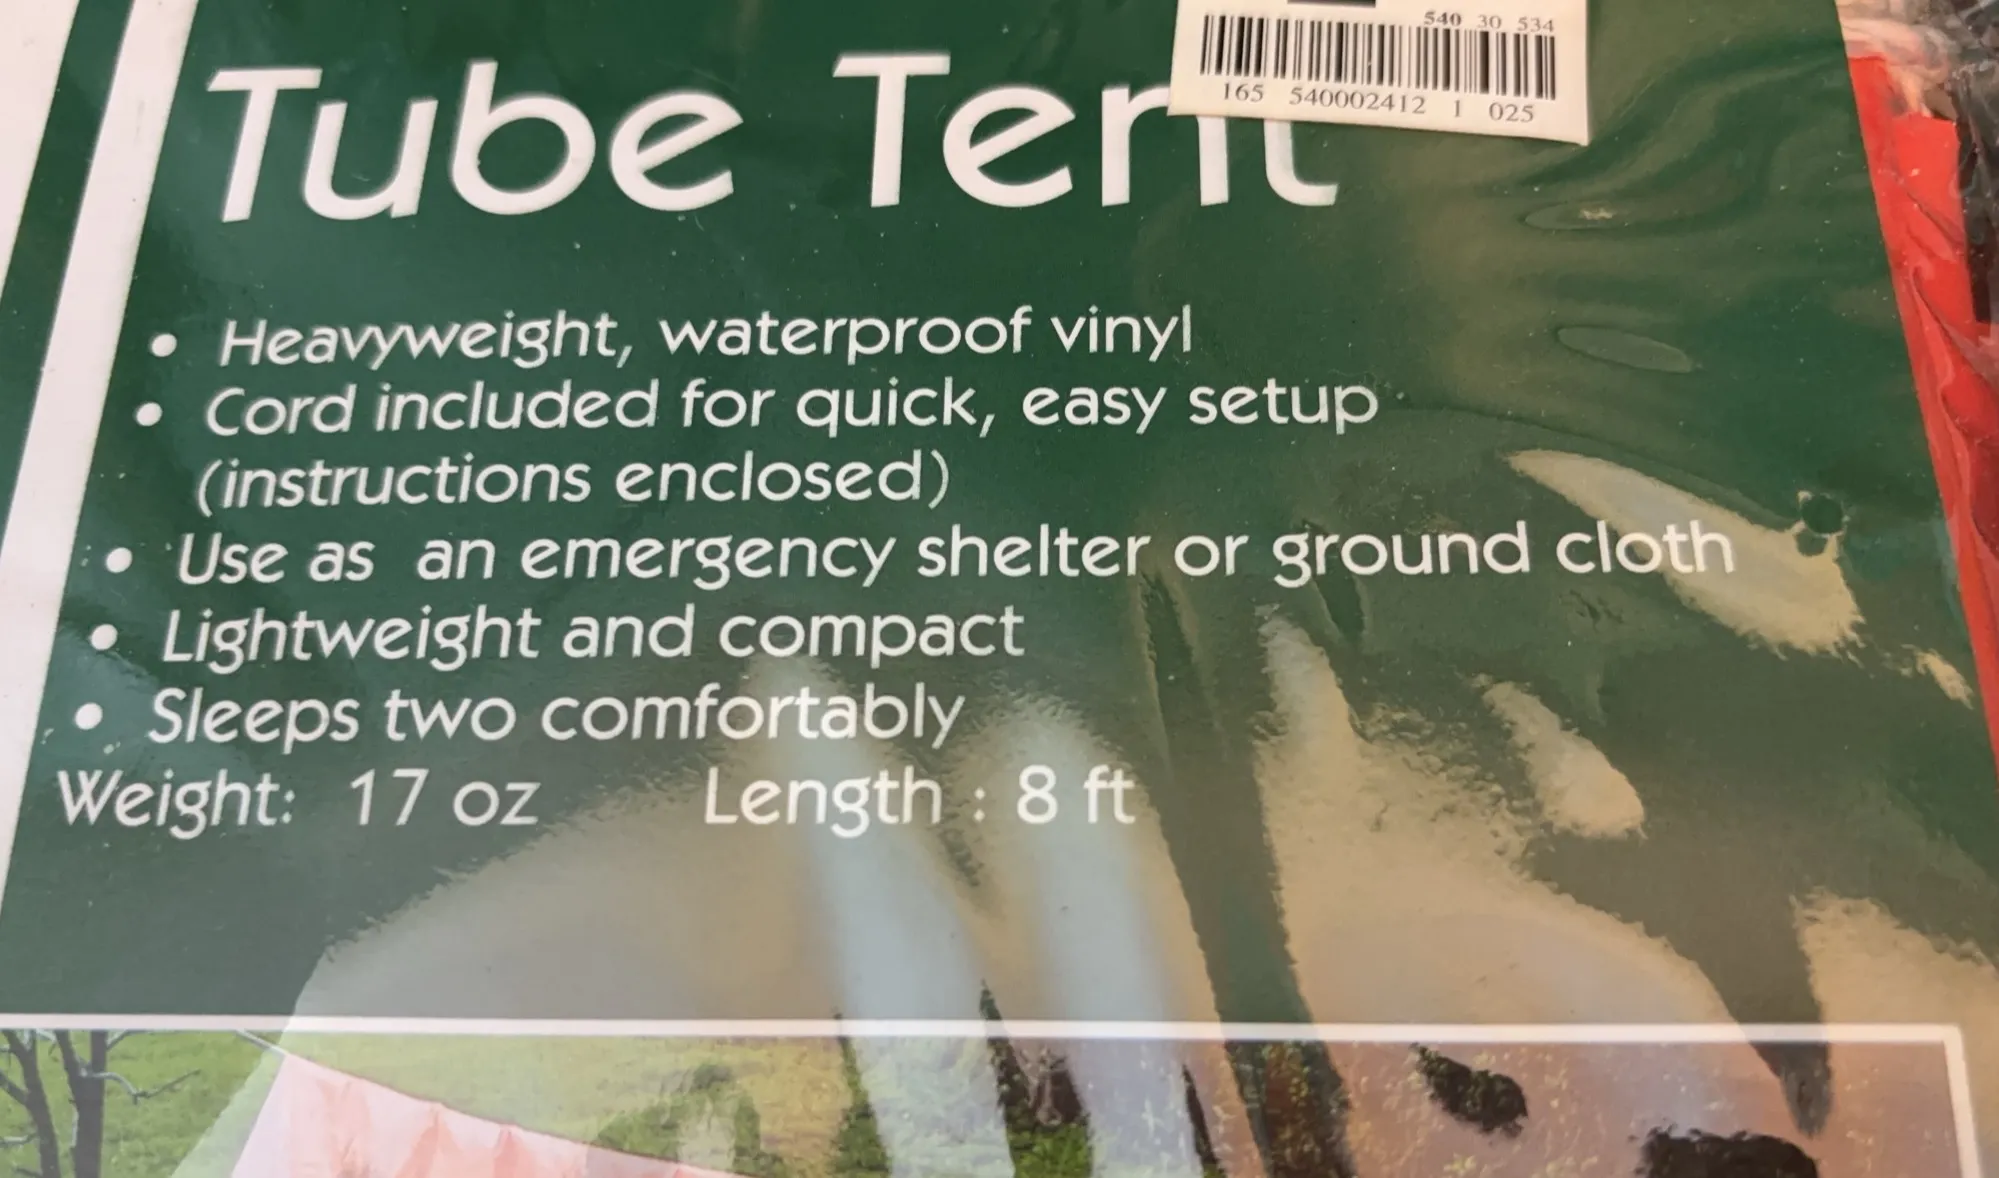 540 30 534
165 540002412 1 025
Tube Tent
• Heavyweight, waterproof vinyl
• Cord included for quick, easy setup
(instructions enclosed)
• Use as an emergency shelter or ground cloth
• Lightweight and compact
• Sleeps two comfortably
Weight: 17 oz Length : 8 ft